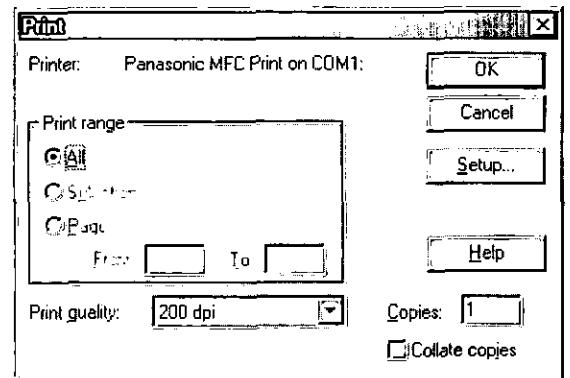 Print
Printer: Panasonic MFC Print on COM1:
OK
Cancel
Setup...
Help
Print range
All
Page
To
Print quality: 200 dpi
Copies: 1
Collate copies